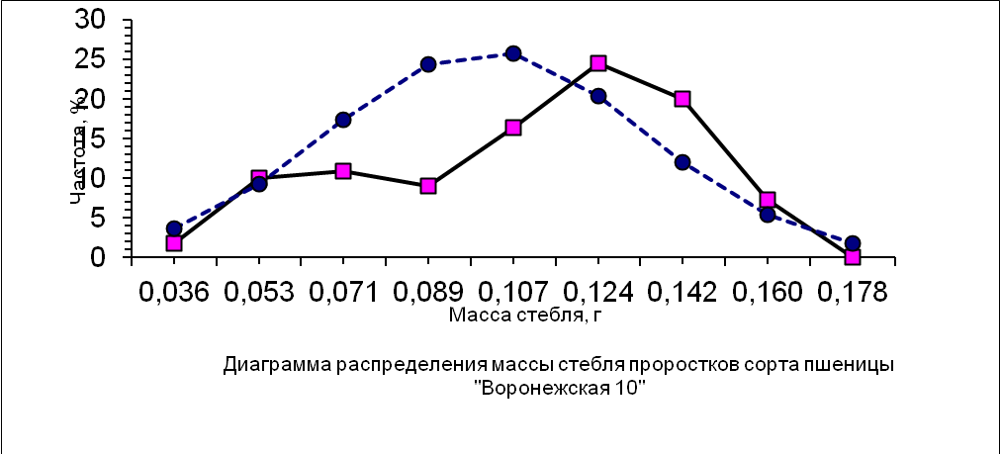 30
25
20
15
10
5
0
Частота, %
0,036 0,053 0,071 0,089 0,107 0,124 0,142 0,160 0,178
Масса стебля, г
Диаграмма распределения массы стебля проростков сорта пшеницы
"Воронежская 10"